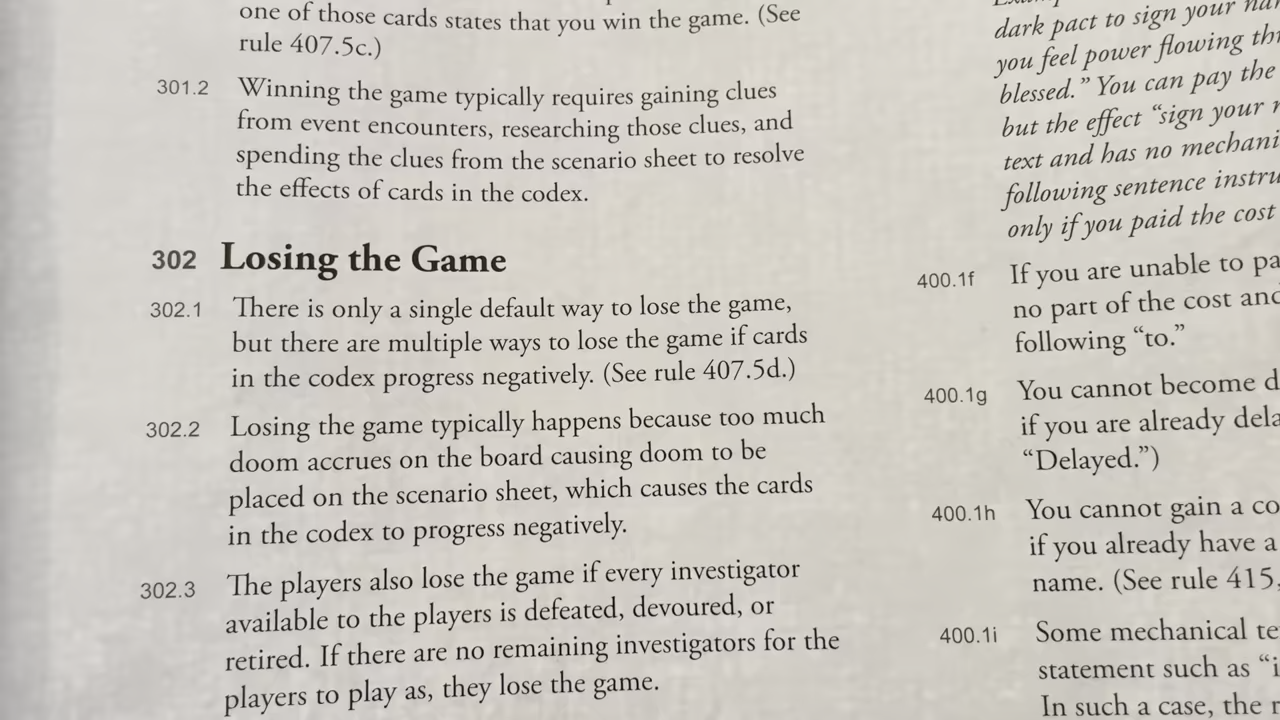 one of those cards states that you win the game. (See
rule 407.5c.)
301.2 Winning the game typically requires gaining clues
from event encounters, researching those clues, and
spending the clues from the scenario sheet to resolve
the effects of cards in the codex.
302 Losing the Game
302.1 There is only a single default way to lose the game,
but there are multiple ways to lose the game if cards
in the codex progress negatively. (See rule 407.5d.)
302.2 Losing the game typically happens because too much
doom accrues on the board causing doom to be
placed on the scenario sheet, which causes the cards
in the codex to progress negatively.
302.3 The players also lose the game if every investigator
available to the players is defeated, devoured, or
retired. If there are no remaining investigators for the
players to play as, they lose the game.
dark pact to sign your
you feel power flowing
blessed.” You can pay the
but the effect “sign your
text and has no
following sentence
only if you paid the cost
400.1f If you are unable to
no part of the cost
following “to.”
400.1g You cannot become
if you are already
“Delayed.”)
400.1h You cannot gain a
if you already have a
name. (See rule 415,
400.1i Some mechanical
statement such as
In such a case, the